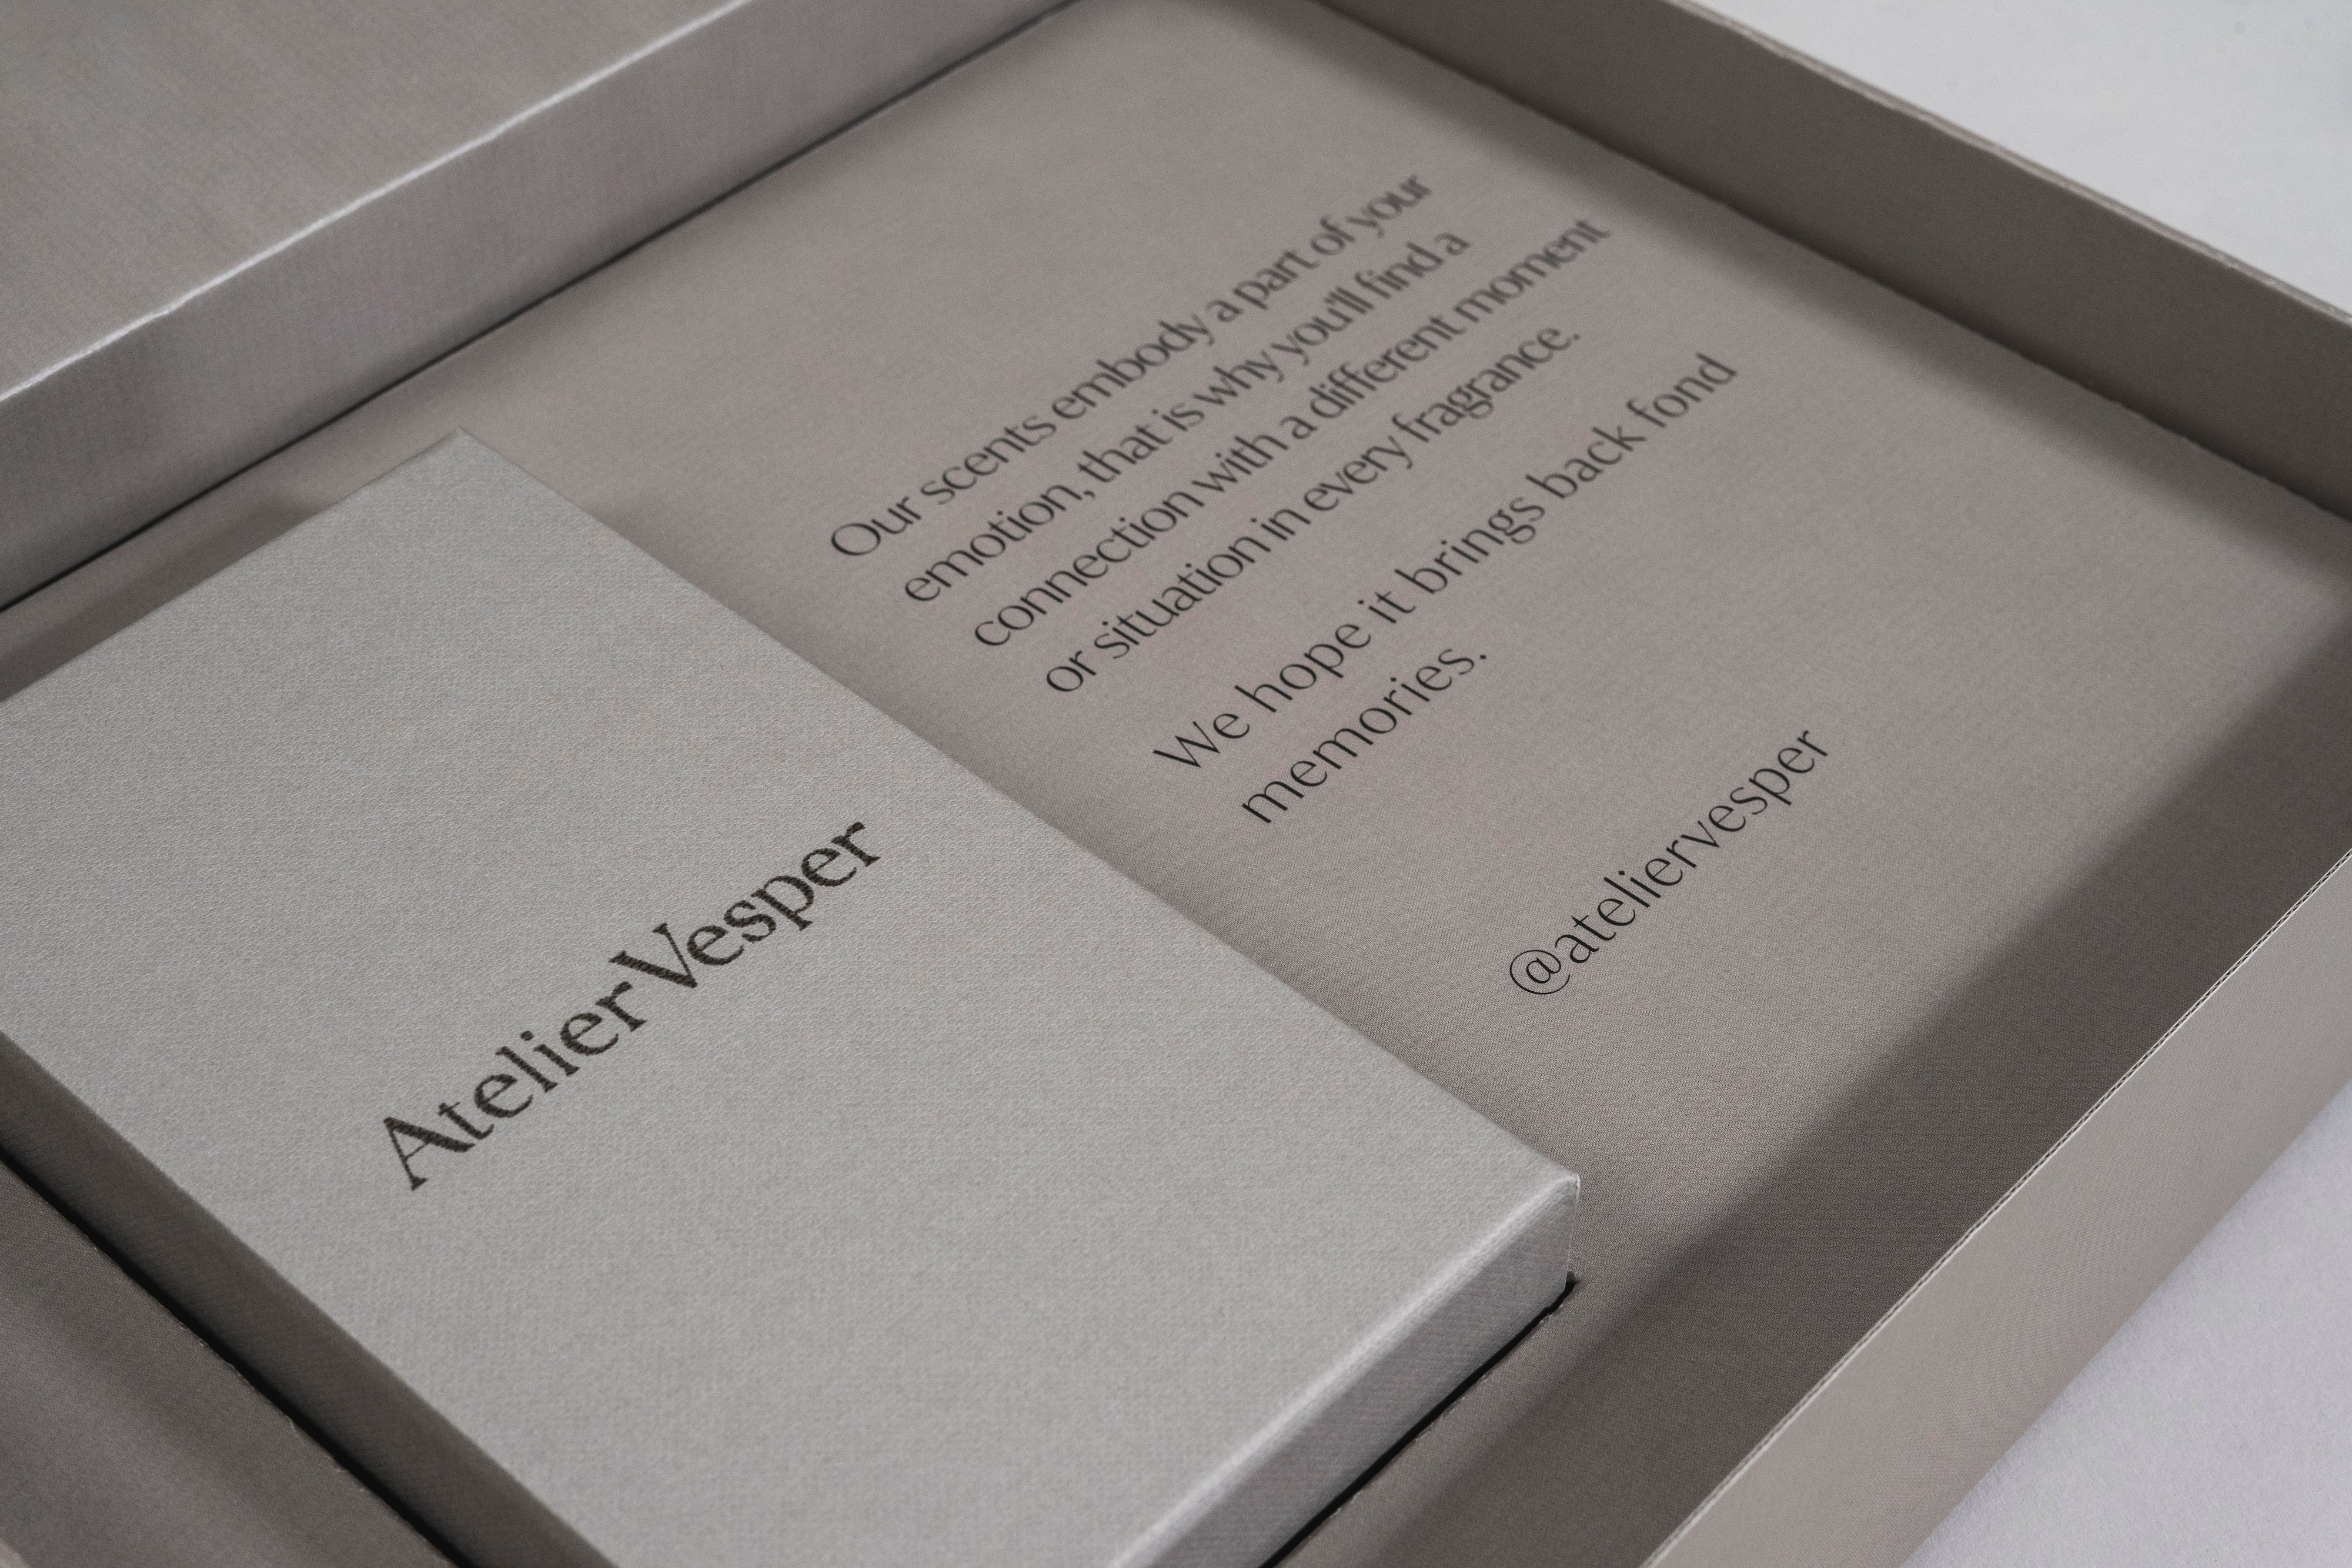 Our scents embody a part of your
emotion, that is why you'll find a
connection with a different moment
or situation in every fragrance.
We hope it brings back fond
memories.
@ateliervesper
Atelier Vesper